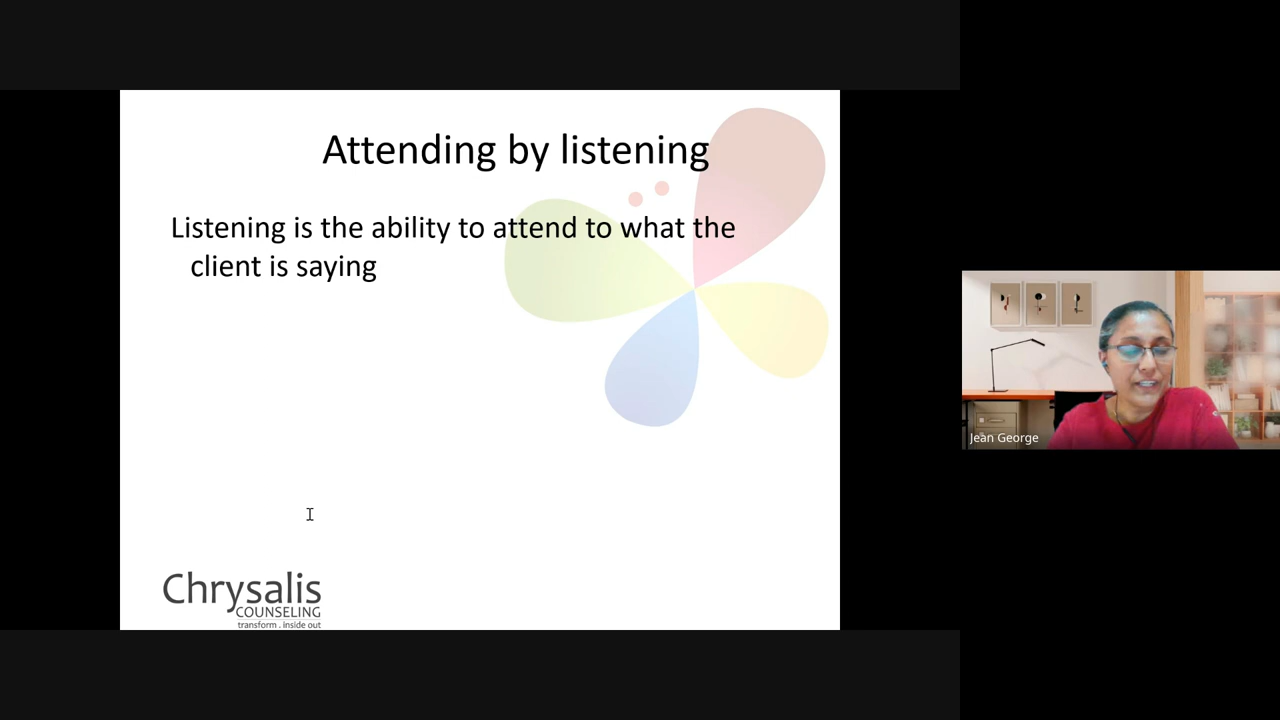 Attending by listening
Listening is the ability to attend to what the
client is saying
Chrysalis
COUNSELING
transform . inside out
Jean George